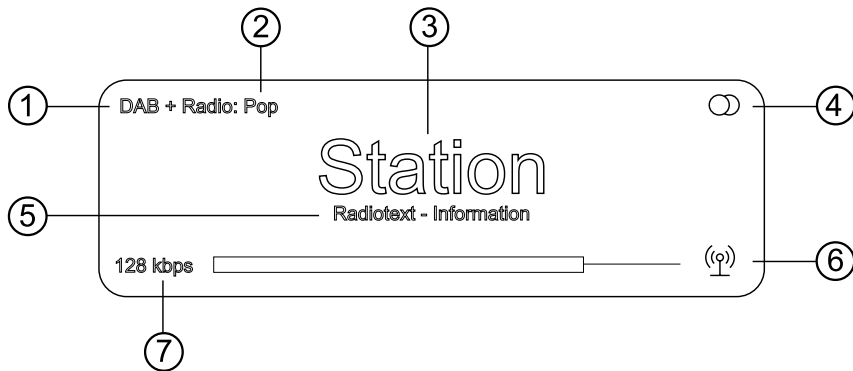 2
3
1
DAB + Radio: Pop
4
Station
5
Radiotext - Information
128 kbps
6
7